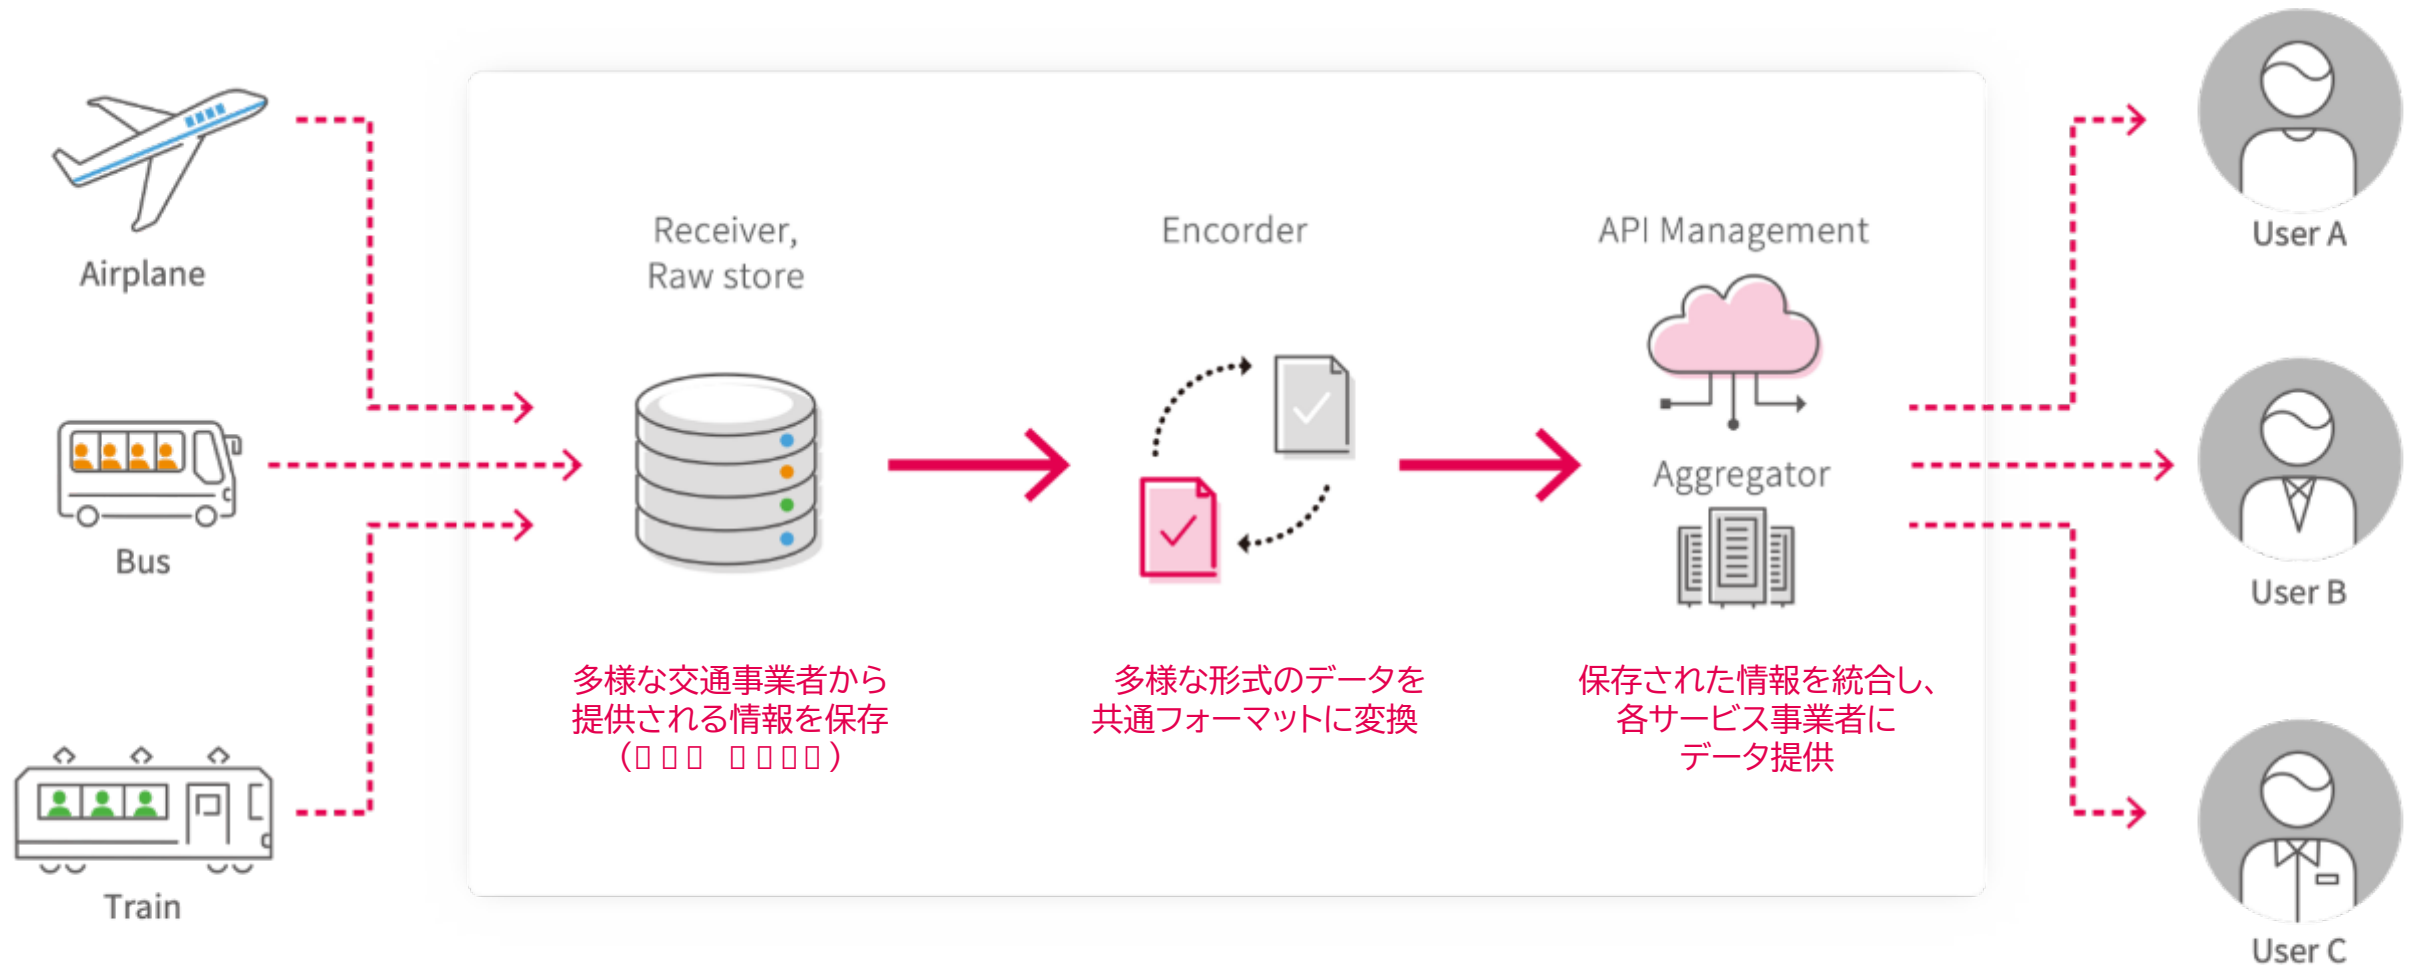 Airplane
Bus
Train
Receiver,
Raw store
多様な交通事業者から
提供される情報を保存
Encorder
多様な形式のデータを
共通フォーマットに変換
API Management
Aggregator
保存された情報を統合し、
各サービス事業者に
データ提供
User A
User B
User C